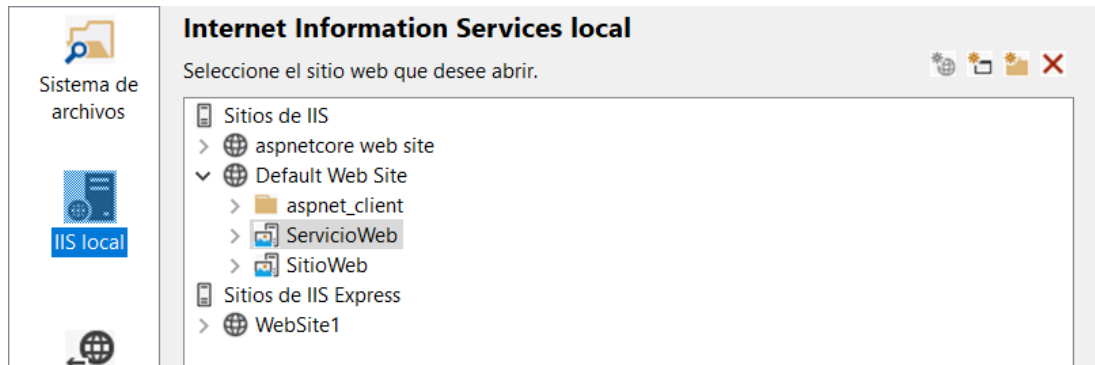 Internet Information Services local
Seleccione el sitio web que desee abrir.
Sistema de
archivos
IIS local
Sitios de IIS
aspnetcore web site
Default Web Site
aspnet_client
ServicioWeb
SitioWeb
Sitios de IIS Express
WebSite1